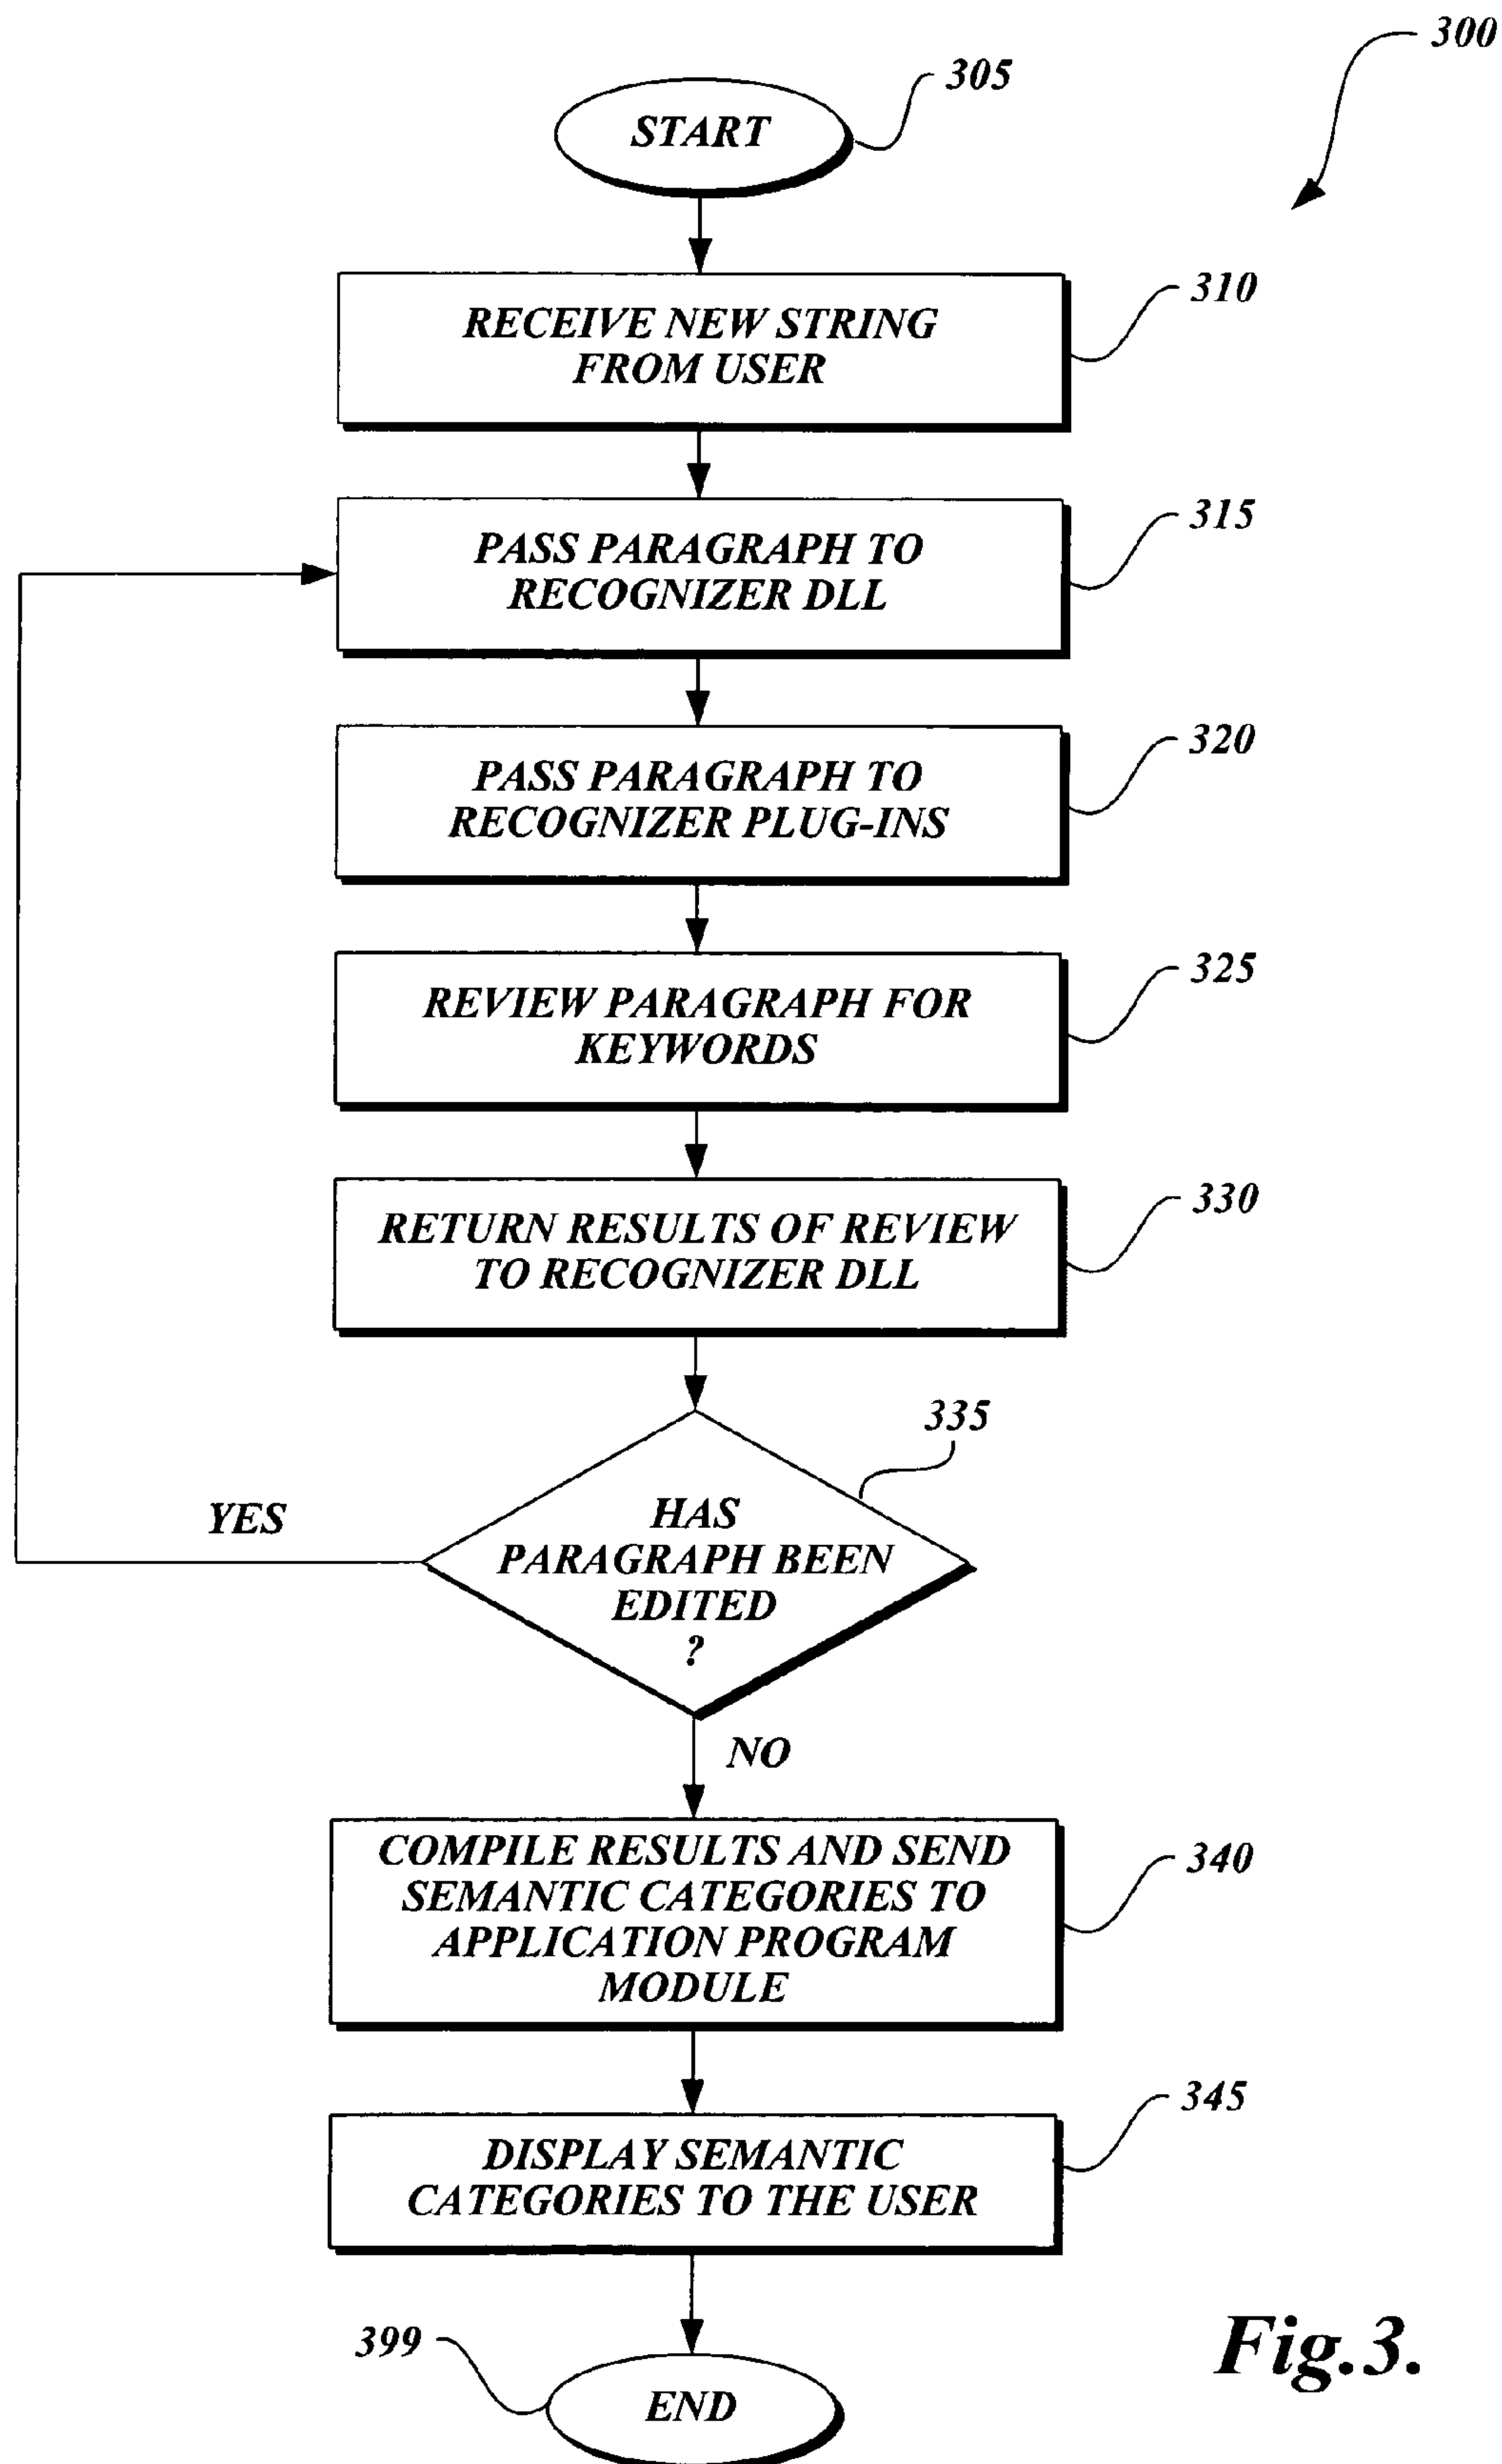 300
305
START
310
RECEIVE NEW STRING
FROM USER
315
PASS PARAGRAPH TO
RECOGNIZER DLL
320
PASS PARAGRAPH TO
RECOGNIZER PLUG-INS
325
REVIEW PARAGRAPH FOR
KEYWORDS
330
RETURN RESULTS OF REVIEW
TO RECOGNIZER DLL
335
HAS
PARAGRAPH BEEN
EDITED
?
YES
NO
340
COMPILE RESULTS AND SEND
SEMANTIC CATEGORIES TO
APPLICATION PROGRAM
MODULE
345
DISPLAY SEMANTIC
CATEGORIES TO THE USER
399
END
Fig.3.